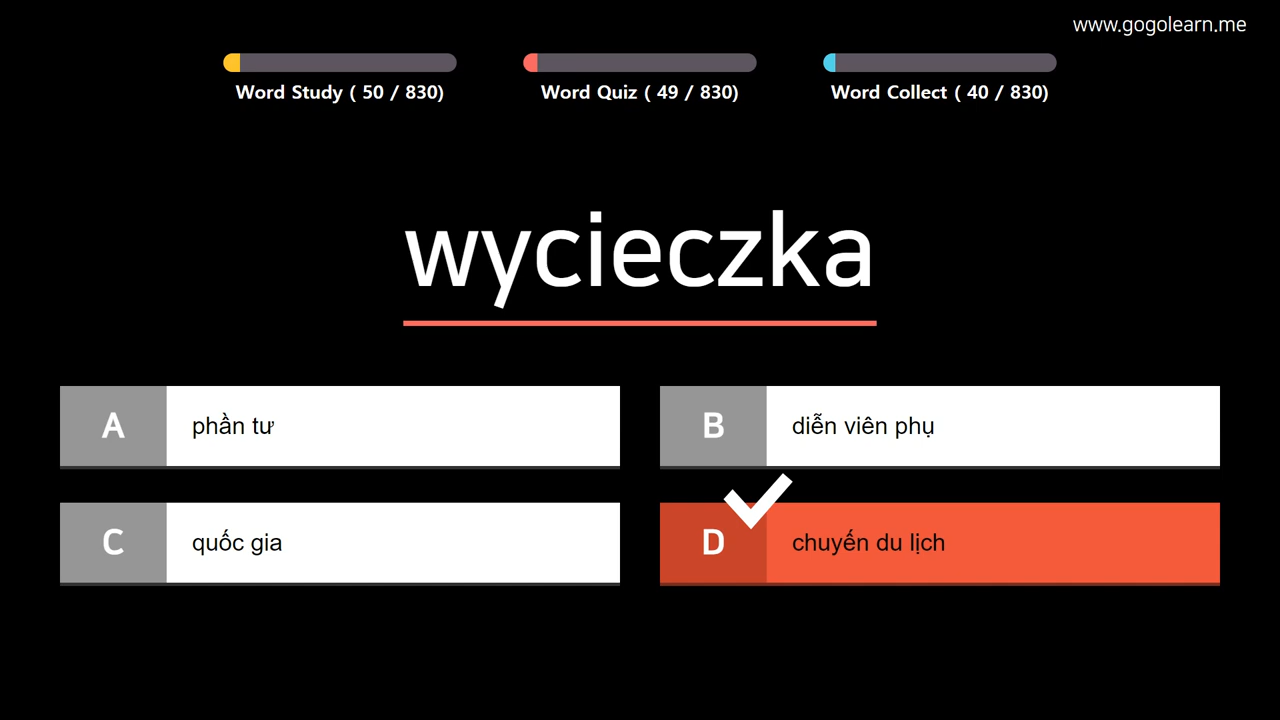 www.gogolearn.me
Word Study ( 50 / 830)
Word Quiz ( 49 / 830)
Word Collect ( 40 / 830)
wycieczka
A phần tư
B diễn viên phụ
C quốc gia
D chuyến du lịch